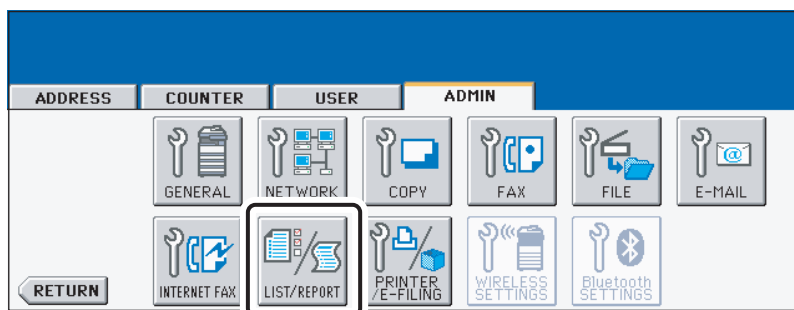 ADDRESS COUNTER USER ADMIN
GENERAL NETWORK COPY FAX FILE @ E-MAIL
INTERNET FAX LIST/REPORT PRINTER /E-FILING WIRELESS SETTINGS Bluetooth SETTINGS
RETURN